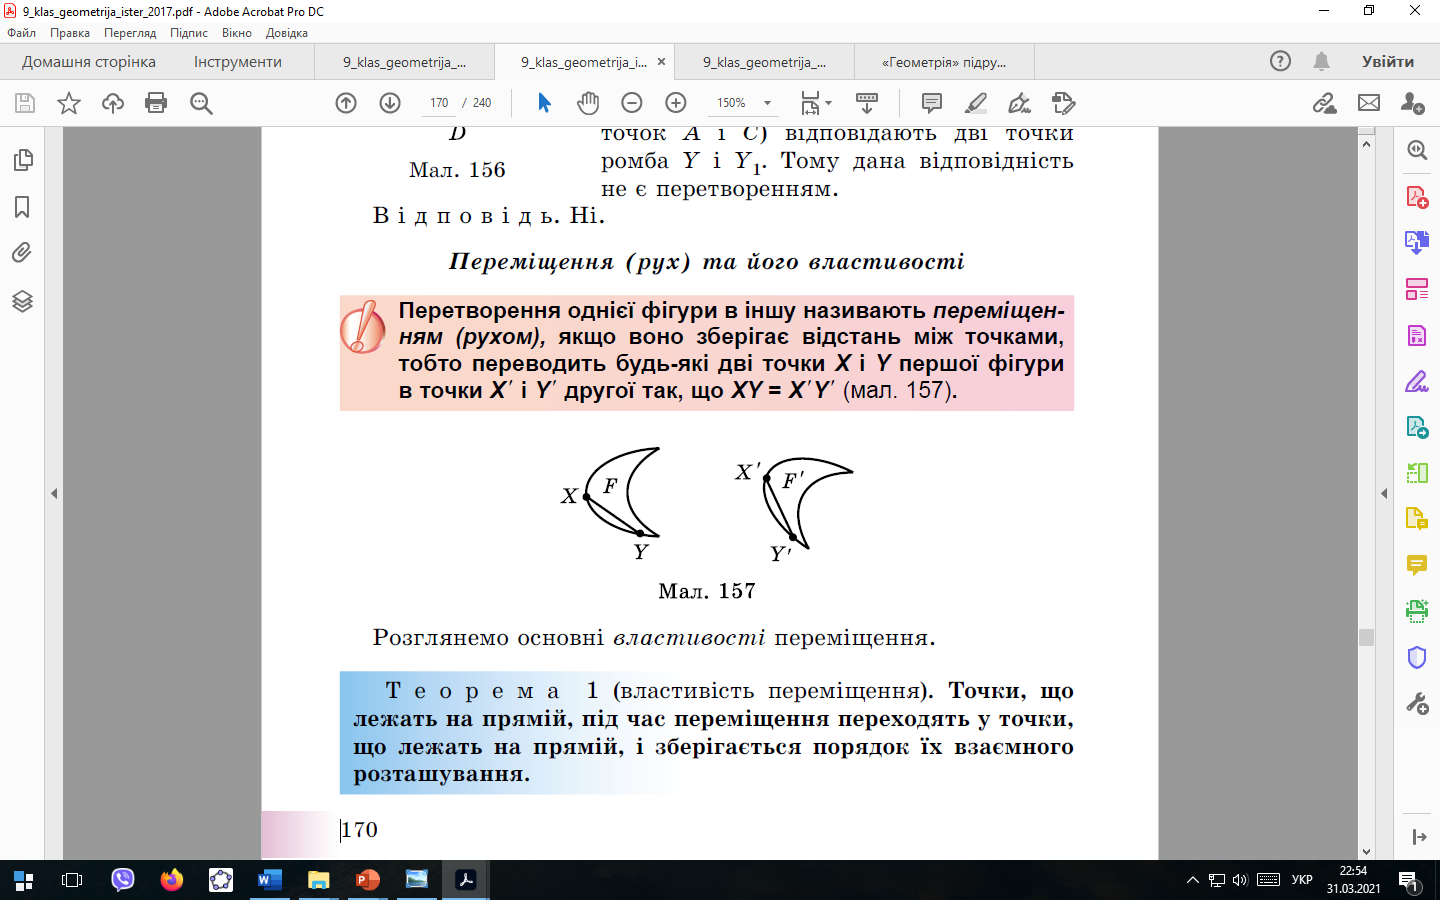 9_klas_geometrija_ister_2017.pdf - Adobe Acrobat Pro DC
Файл Правка Перегляд Підпис Вікно Довідка
Домашня сторінка Інструменти 9_klas_geometrija_... 9_klas_geometrija_i... × 9_klas_geometrija_... «Геометрія» підру... Увійти
170 / 240 150%
D
Мал. 156
точок A і C) відповідають дві точки
ромба Y і Y₁. Тому дана відповідність
не є перетворенням.
В і д п о в і д ь. Ні.
Переміщення (рух) та його властивості
Перетворення однієї фігури в іншу називають переміщен-
ням (рухом), якщо воно зберігає відстань між точками,
тобто переводить будь-які дві точки X і Y першої фігури
в точки X′ і Y′ другої так, що XY = X′Y′ (мал. 157).
X F Y
X′ F′ Y′
Мал. 157
Розглянемо основні властивості переміщення.
Т е о р е м а 1 (властивість переміщення). Точки, що
лежать на прямій, під час переміщення переходять у точки,
що лежать на прямій, і зберігається порядок їх взаємного
розташування.
170
УКР 22:54
31.03.2021
1